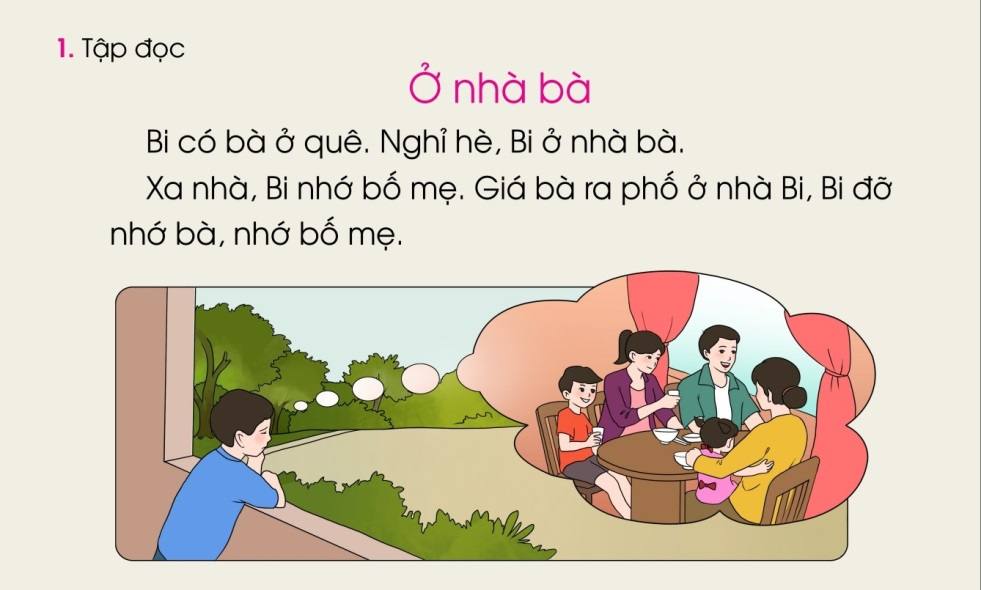 1. Tập đọc
Ở nhà bà
Bi có bà ở quê. Nghỉ hè, Bi ở nhà bà.
Xa nhà, Bi nhớ bố mẹ. Giá bà ra phố ở nhà Bi, Bi đỡ
nhớ bà, nhớ bố mẹ.